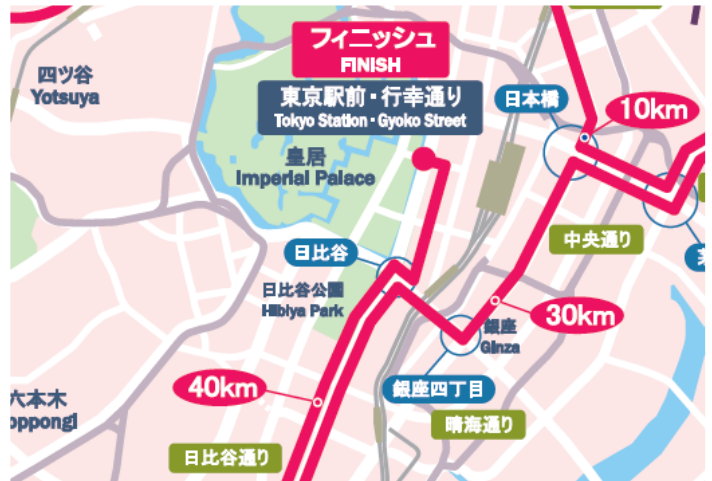 フィニッシュ
FINISH
東京駅前・行幸通り
Tokyo Station・Gyoko Street
四ツ谷
Yotsuya
日本橋
10km
皇居
Imperial Palace
中央通り
日比谷
日比谷公園
Hibiya Park
30km
銀座
Ginza
40km
銀座四丁目
六本木
oppongi
晴海通り
日比谷通り